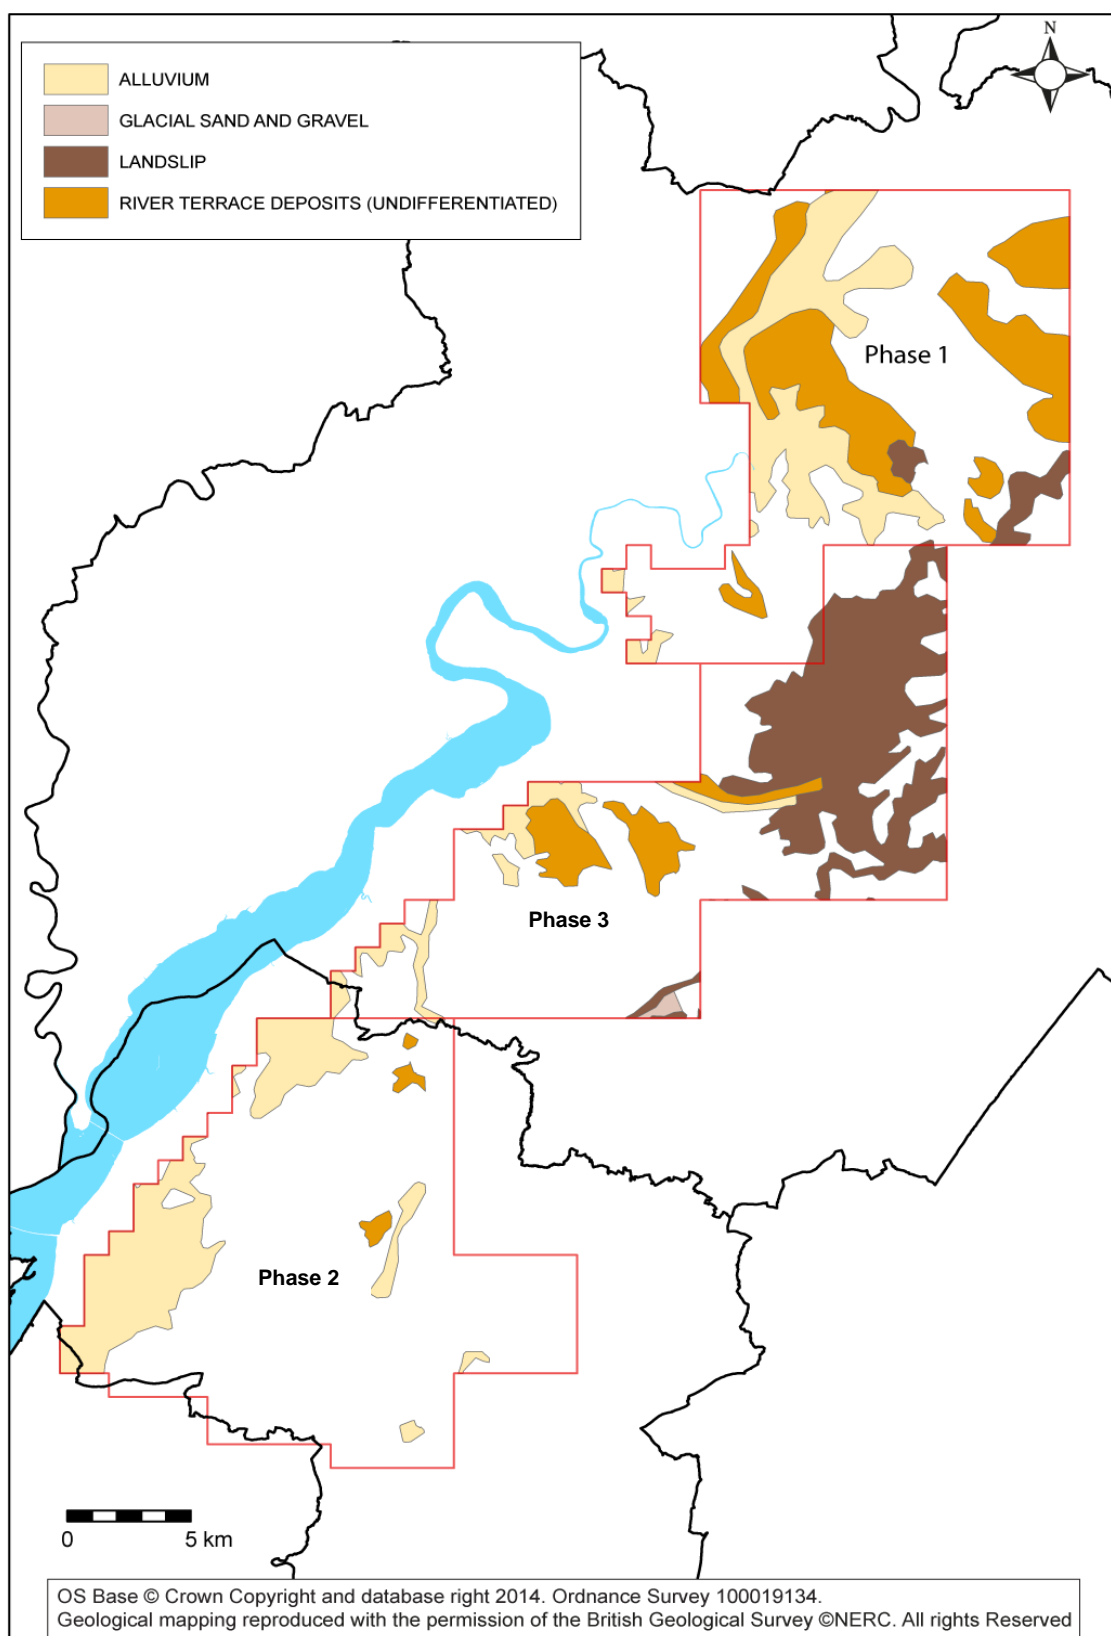 N
ALLUVIUM
GLACIAL SAND AND GRAVEL
LANDSLIP
RIVER TERRACE DEPOSITS (UNDIFFERENTIATED)
Phase 1
Phase 3
Phase 2
0 5 km
OS Base © Crown Copyright and database right 2014. Ordnance Survey 100019134.
Geological mapping reproduced with the permission of the British Geological Survey ©NERC. All rights Reserved